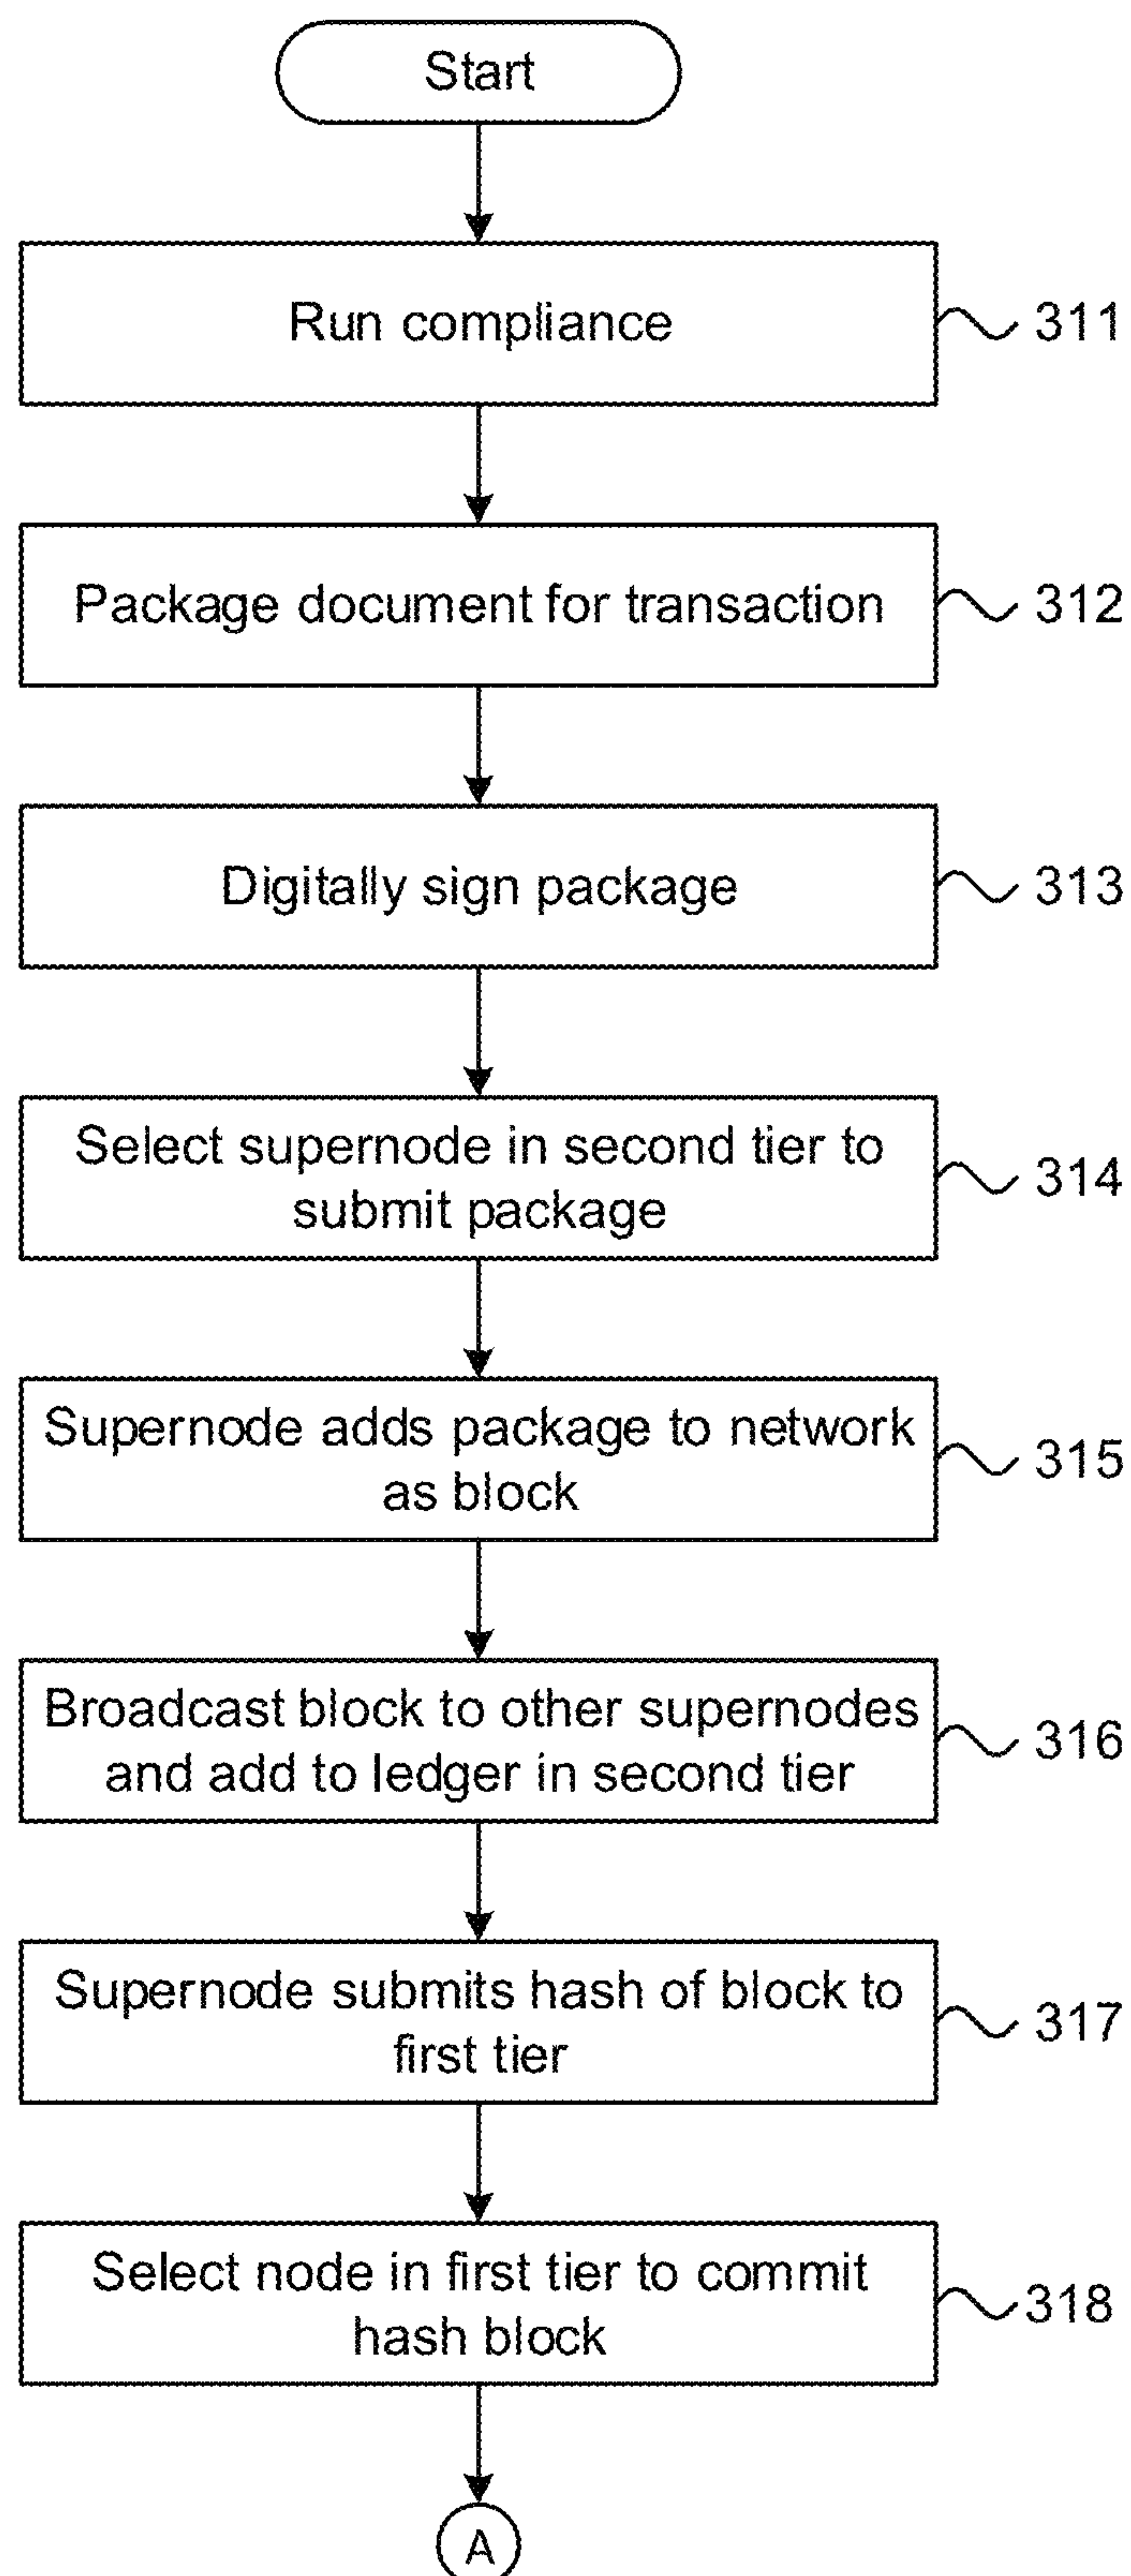 Start
Run compliance
311
Package document for transaction
312
Digitally sign package
313
Select supernode in second tier to
submit package
314
Supernode adds package to network
as block
315
Broadcast block to other supernodes
and add to ledger in second tier
316
Supernode submits hash of block to
first tier
317
Select node in first tier to commit
hash block
318
A